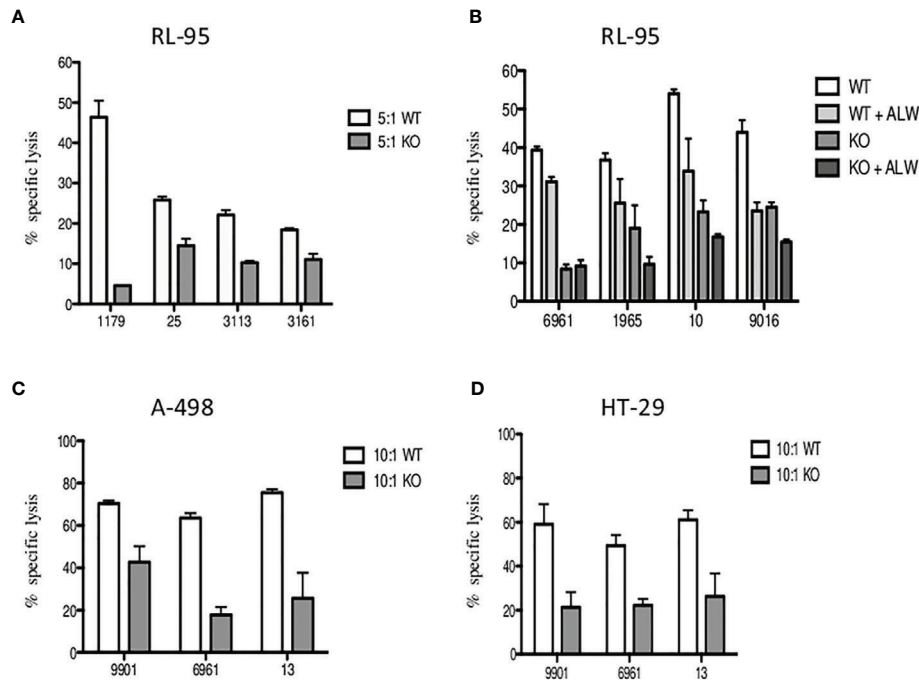 A
RL-95
% specific lysis
60
50
40
30
20
10
0
1179 25 3113 3161
5:1 WT
5:1 KO
B
RL-95
% specific lysis
60
50
40
30
20
10
0
6961 1965 10 9016
WT
WT + ALW
KO
KO + ALW
C
A-498
% specific lysis
100
80
60
40
20
0
9901 6961 13
10:1 WT
10:1 KO
D
HT-29
% specific lysis
100
80
60
40
20
0
9901 6961 13
10:1 WT
10:1 KO